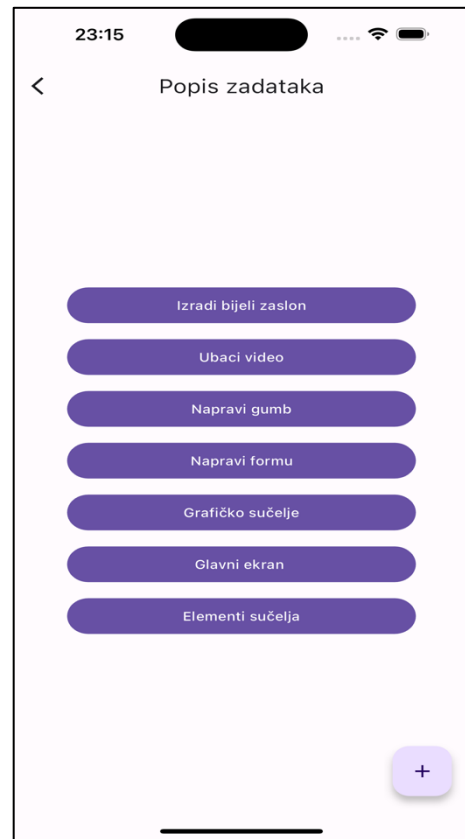 23:15
Popis zadataka
Izradi bijeli zaslon
Ubaci video
Napravi gumb
Napravi formu
Grafičko sučelje
Glavni ekran
Elementi sučelja
+